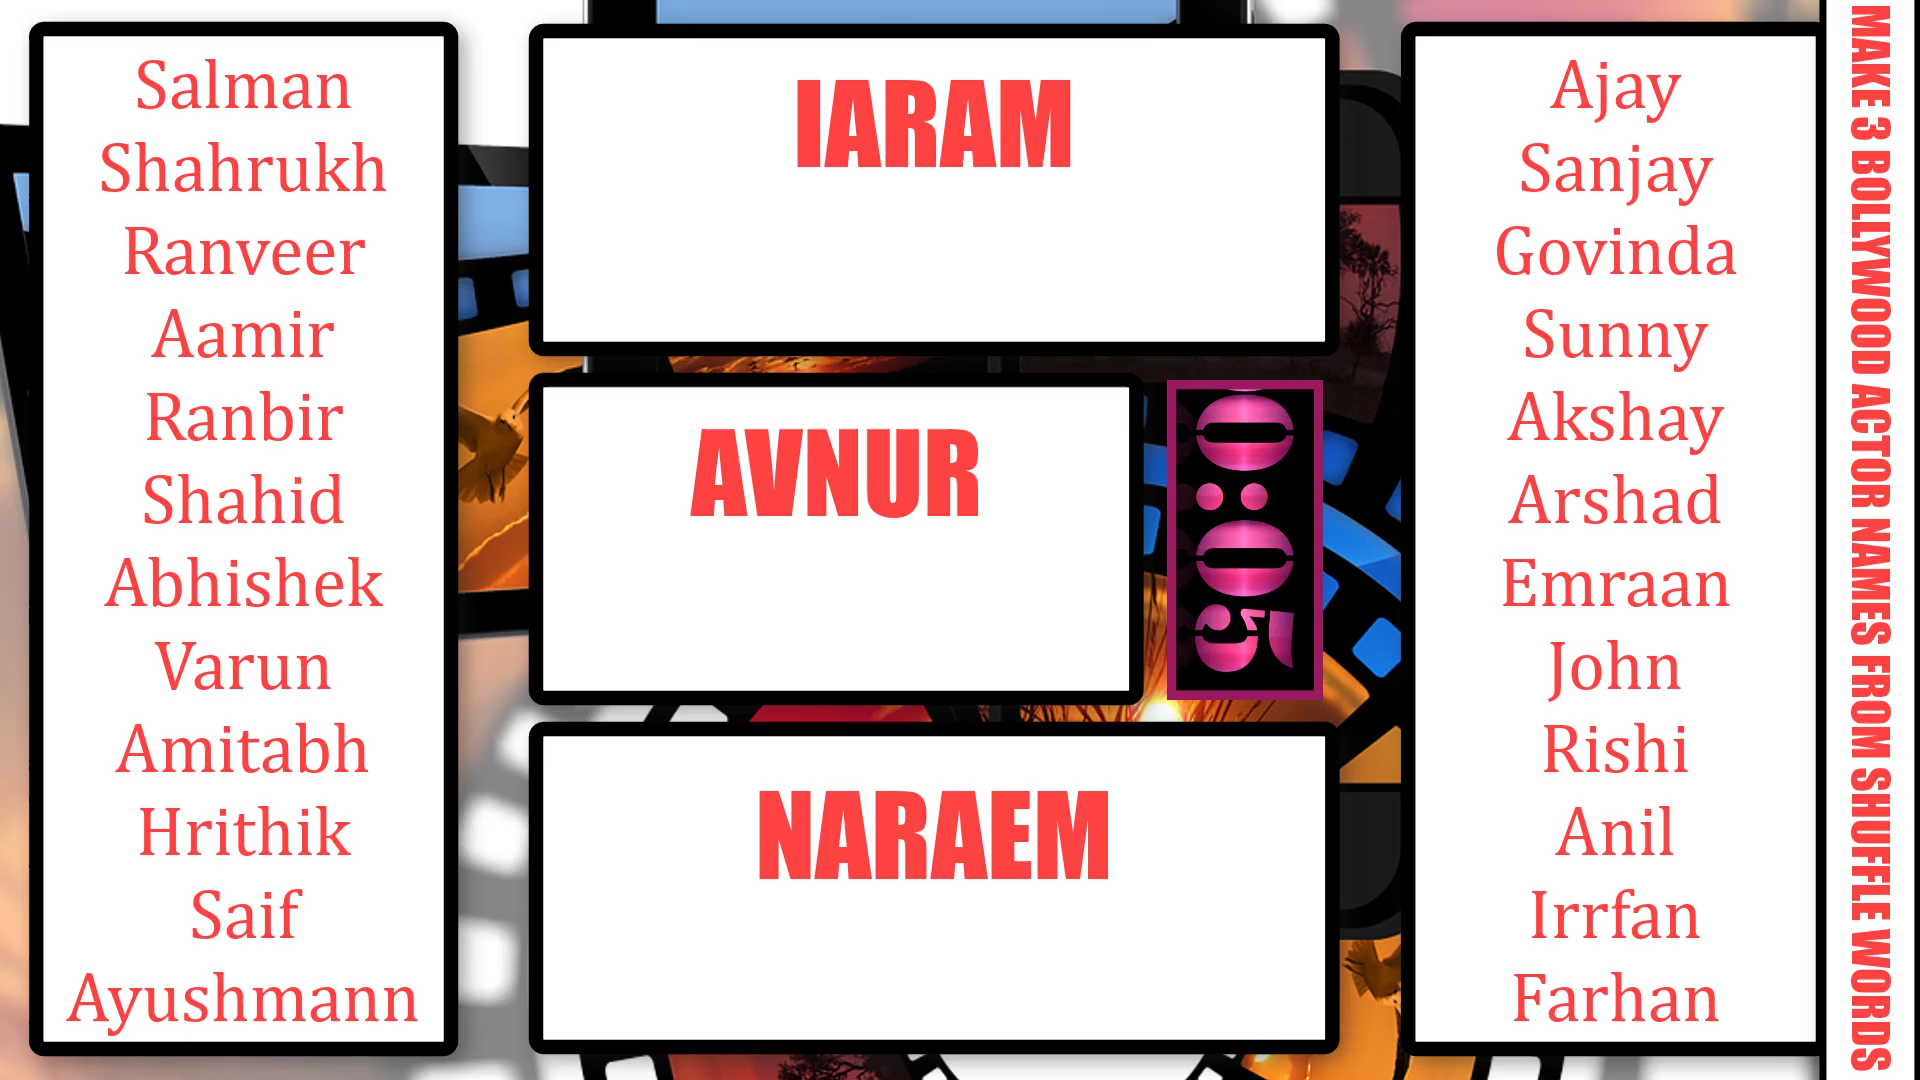 Salman
Shahrukh
Ranveer
Aamir
Ranbir
Shahid
Abhishek
Varun
Amitabh
Hrithik
Saif
Ayushmann
IARAM
AVNUR
0:05
NARAEM
Ajay
Sanjay
Govinda
Sunny
Akshay
Arshad
Emraan
John
Rishi
Anil
Irrfan
Farhan
MAKE 3 BOLLYWOOD ACTOR NAMES FROM SHUFFLE WORDS